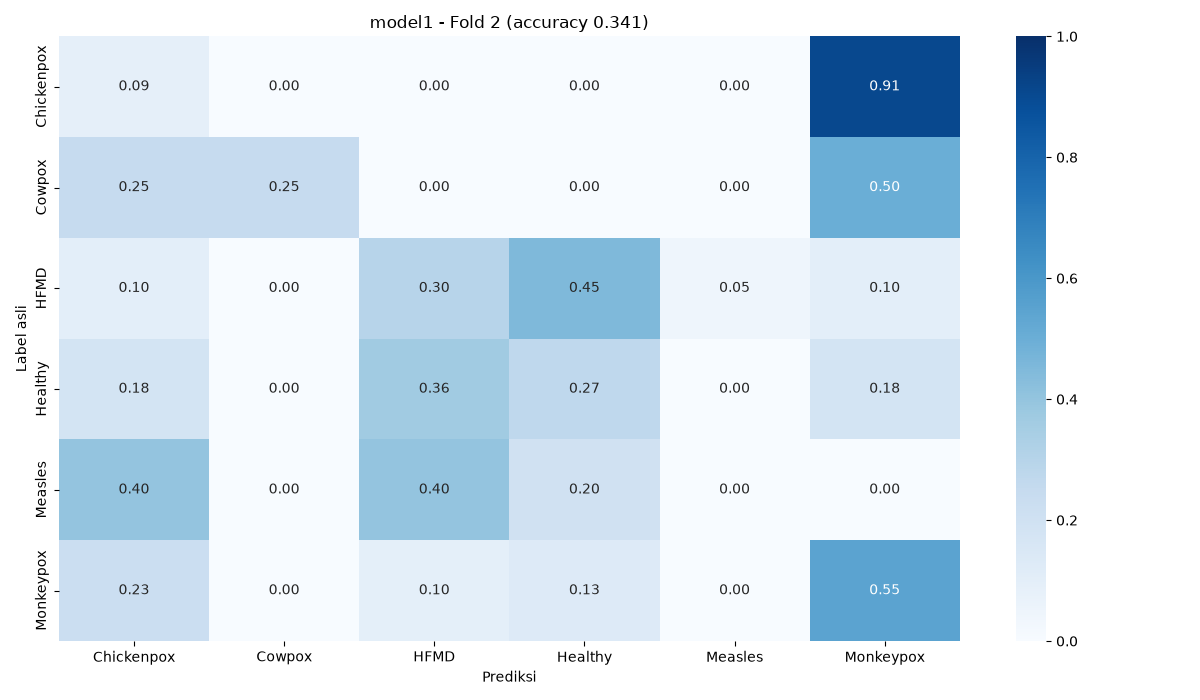 model1 - Fold 2 (accuracy 0.341)
Label asli
Chickenpox 0.09 0.00 0.00 0.00 0.00 0.91
Cowpox 0.25 0.25 0.00 0.00 0.00 0.50
HFMD 0.10 0.00 0.30 0.45 0.05 0.10
Healthy 0.18 0.00 0.36 0.27 0.00 0.18
Measles 0.40 0.00 0.40 0.20 0.00 0.00
Monkeypox 0.23 0.00 0.10 0.13 0.00 0.55
Chickenpox Cowpox HFMD Healthy Measles Monkeypox
Prediksi
1.0
0.8
0.6
0.4
0.2
0.0